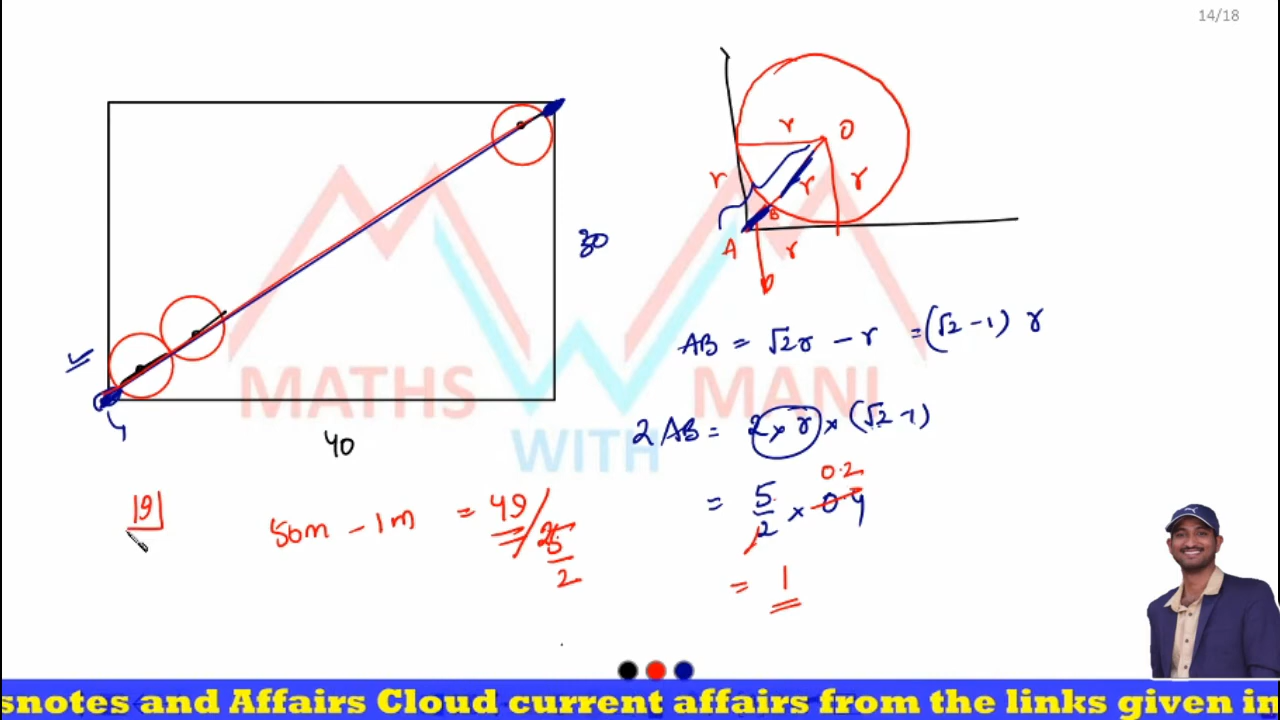 14/18
O
r
r
r
r
B
A
r
30
AB = √2r - r = (√2 - 1) r
MATHS MANI
WITH
40
2AB = 2 × r × (√2 - 1)
0.2
= 5/2 × 0.4
19
50m - 1m = 49 / 5/2
= 1
snotes and Affairs Cloud current affairs from the links given in